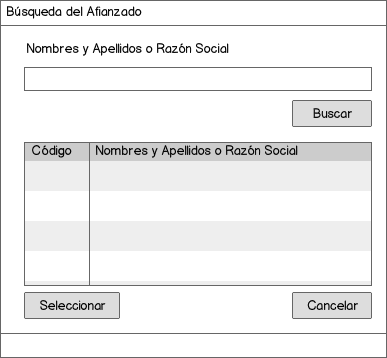 Búsqueda del Afianzado
Nombres y Apellidos o Razón Social
Buscar
Código Nombres y Apellidos o Razón Social
Seleccionar Cancelar